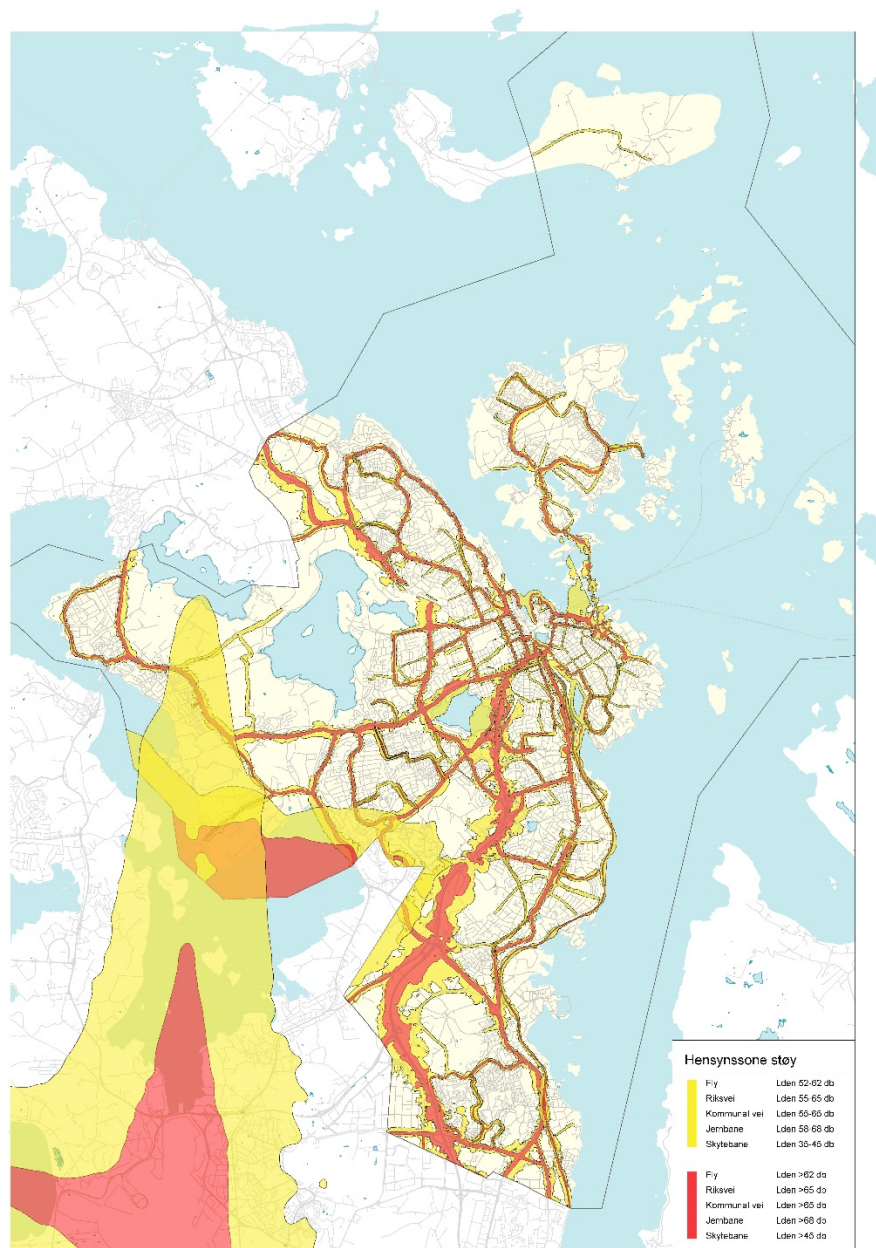 Hensynssone støy
Fly Lden 52-62 db
Riksvei Lden 55-65 db
Kommunal vei Lden 55-65 db
Jernbane Lden 58-68 db
Skytebane Lden 35-45 db
Fly Lden >62 db
Riksvei Lden >65 db
Kommunal vei Lden >65 db
Jernbane Lden >68 db
Skytebane Lden >45 db